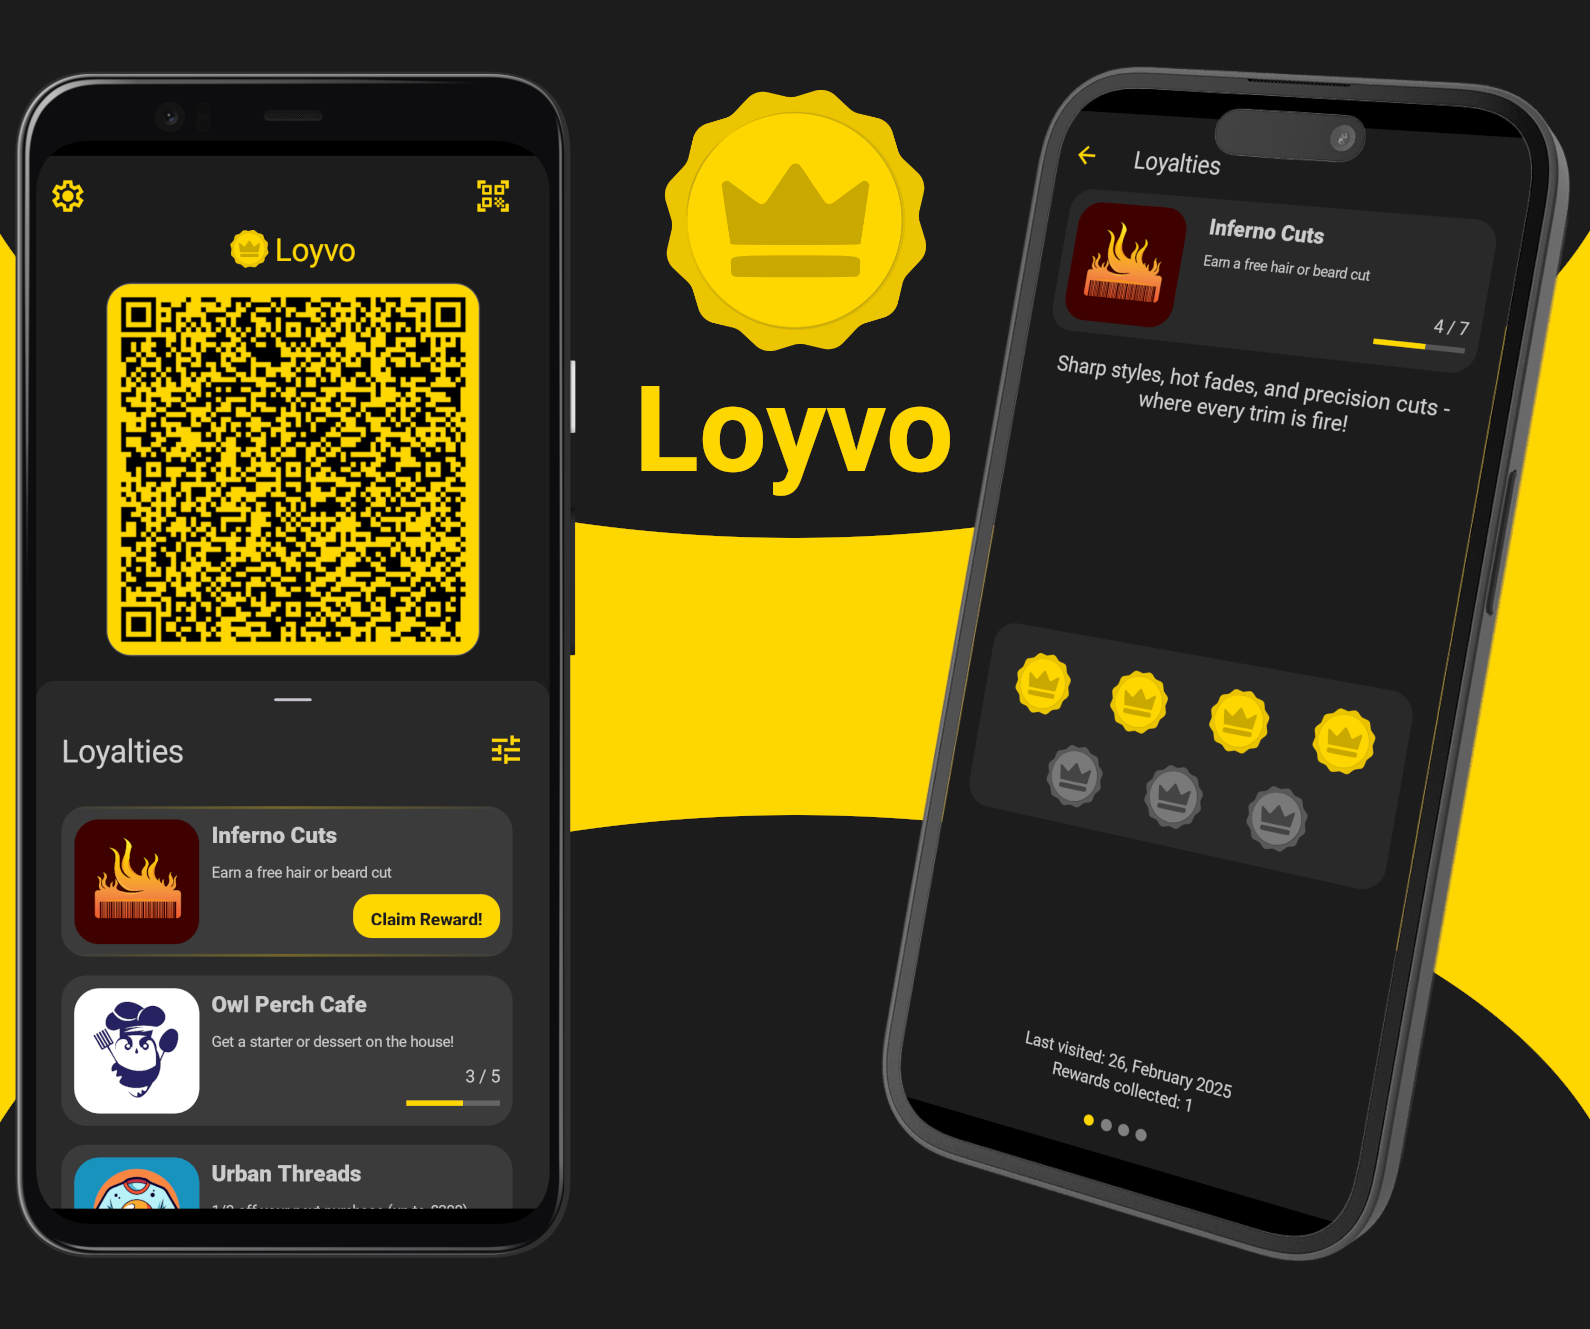 Loyvo
Loyalties
Inferno Cuts
Earn a free hair or beard cut
Claim Reward!
Owl Perch Cafe
Get a starter or dessert on the house!
3 / 5
Urban Threads
Loyvo
Loyalties
Inferno Cuts
Earn a free hair or beard cut
4 / 7
Sharp styles, hot fades, and precision cuts -
where every trim is fire!
Last visited: 26, February 2025
Rewards collected: 1